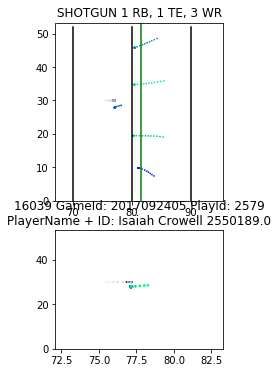 SHOTGUN 1 RB, 1 TE, 3 WR
50
40
30
20
10
0
70 80 90
16039 GameId: 2017092405 PlayId: 2579
PlayerName + ID: Isaiah Crowell 2550189.0
40
20
0
72.5 75.0 77.5 80.0 82.5